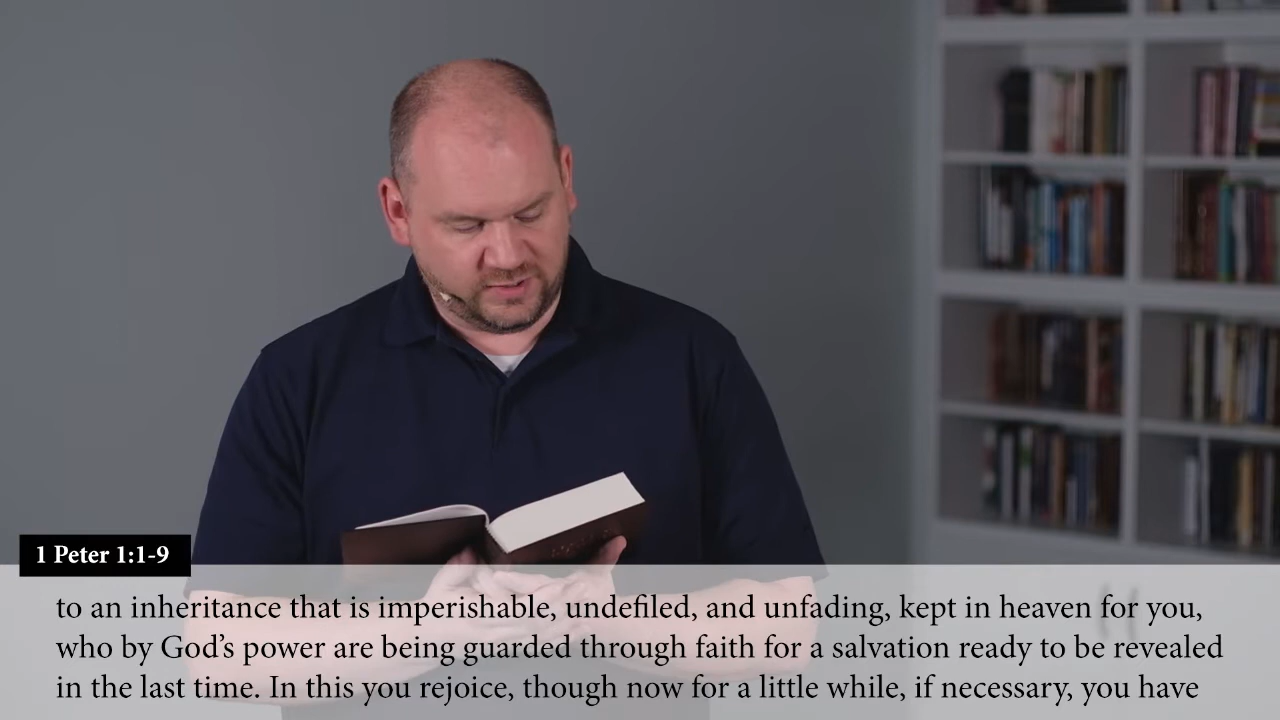 1 Peter 1:1-9
to an inheritance that is imperishable, undefiled, and unfading, kept in heaven for you,
who by God’s power are being guarded through faith for a salvation ready to be revealed
in the last time. In this you rejoice, though now for a little while, if necessary, you have